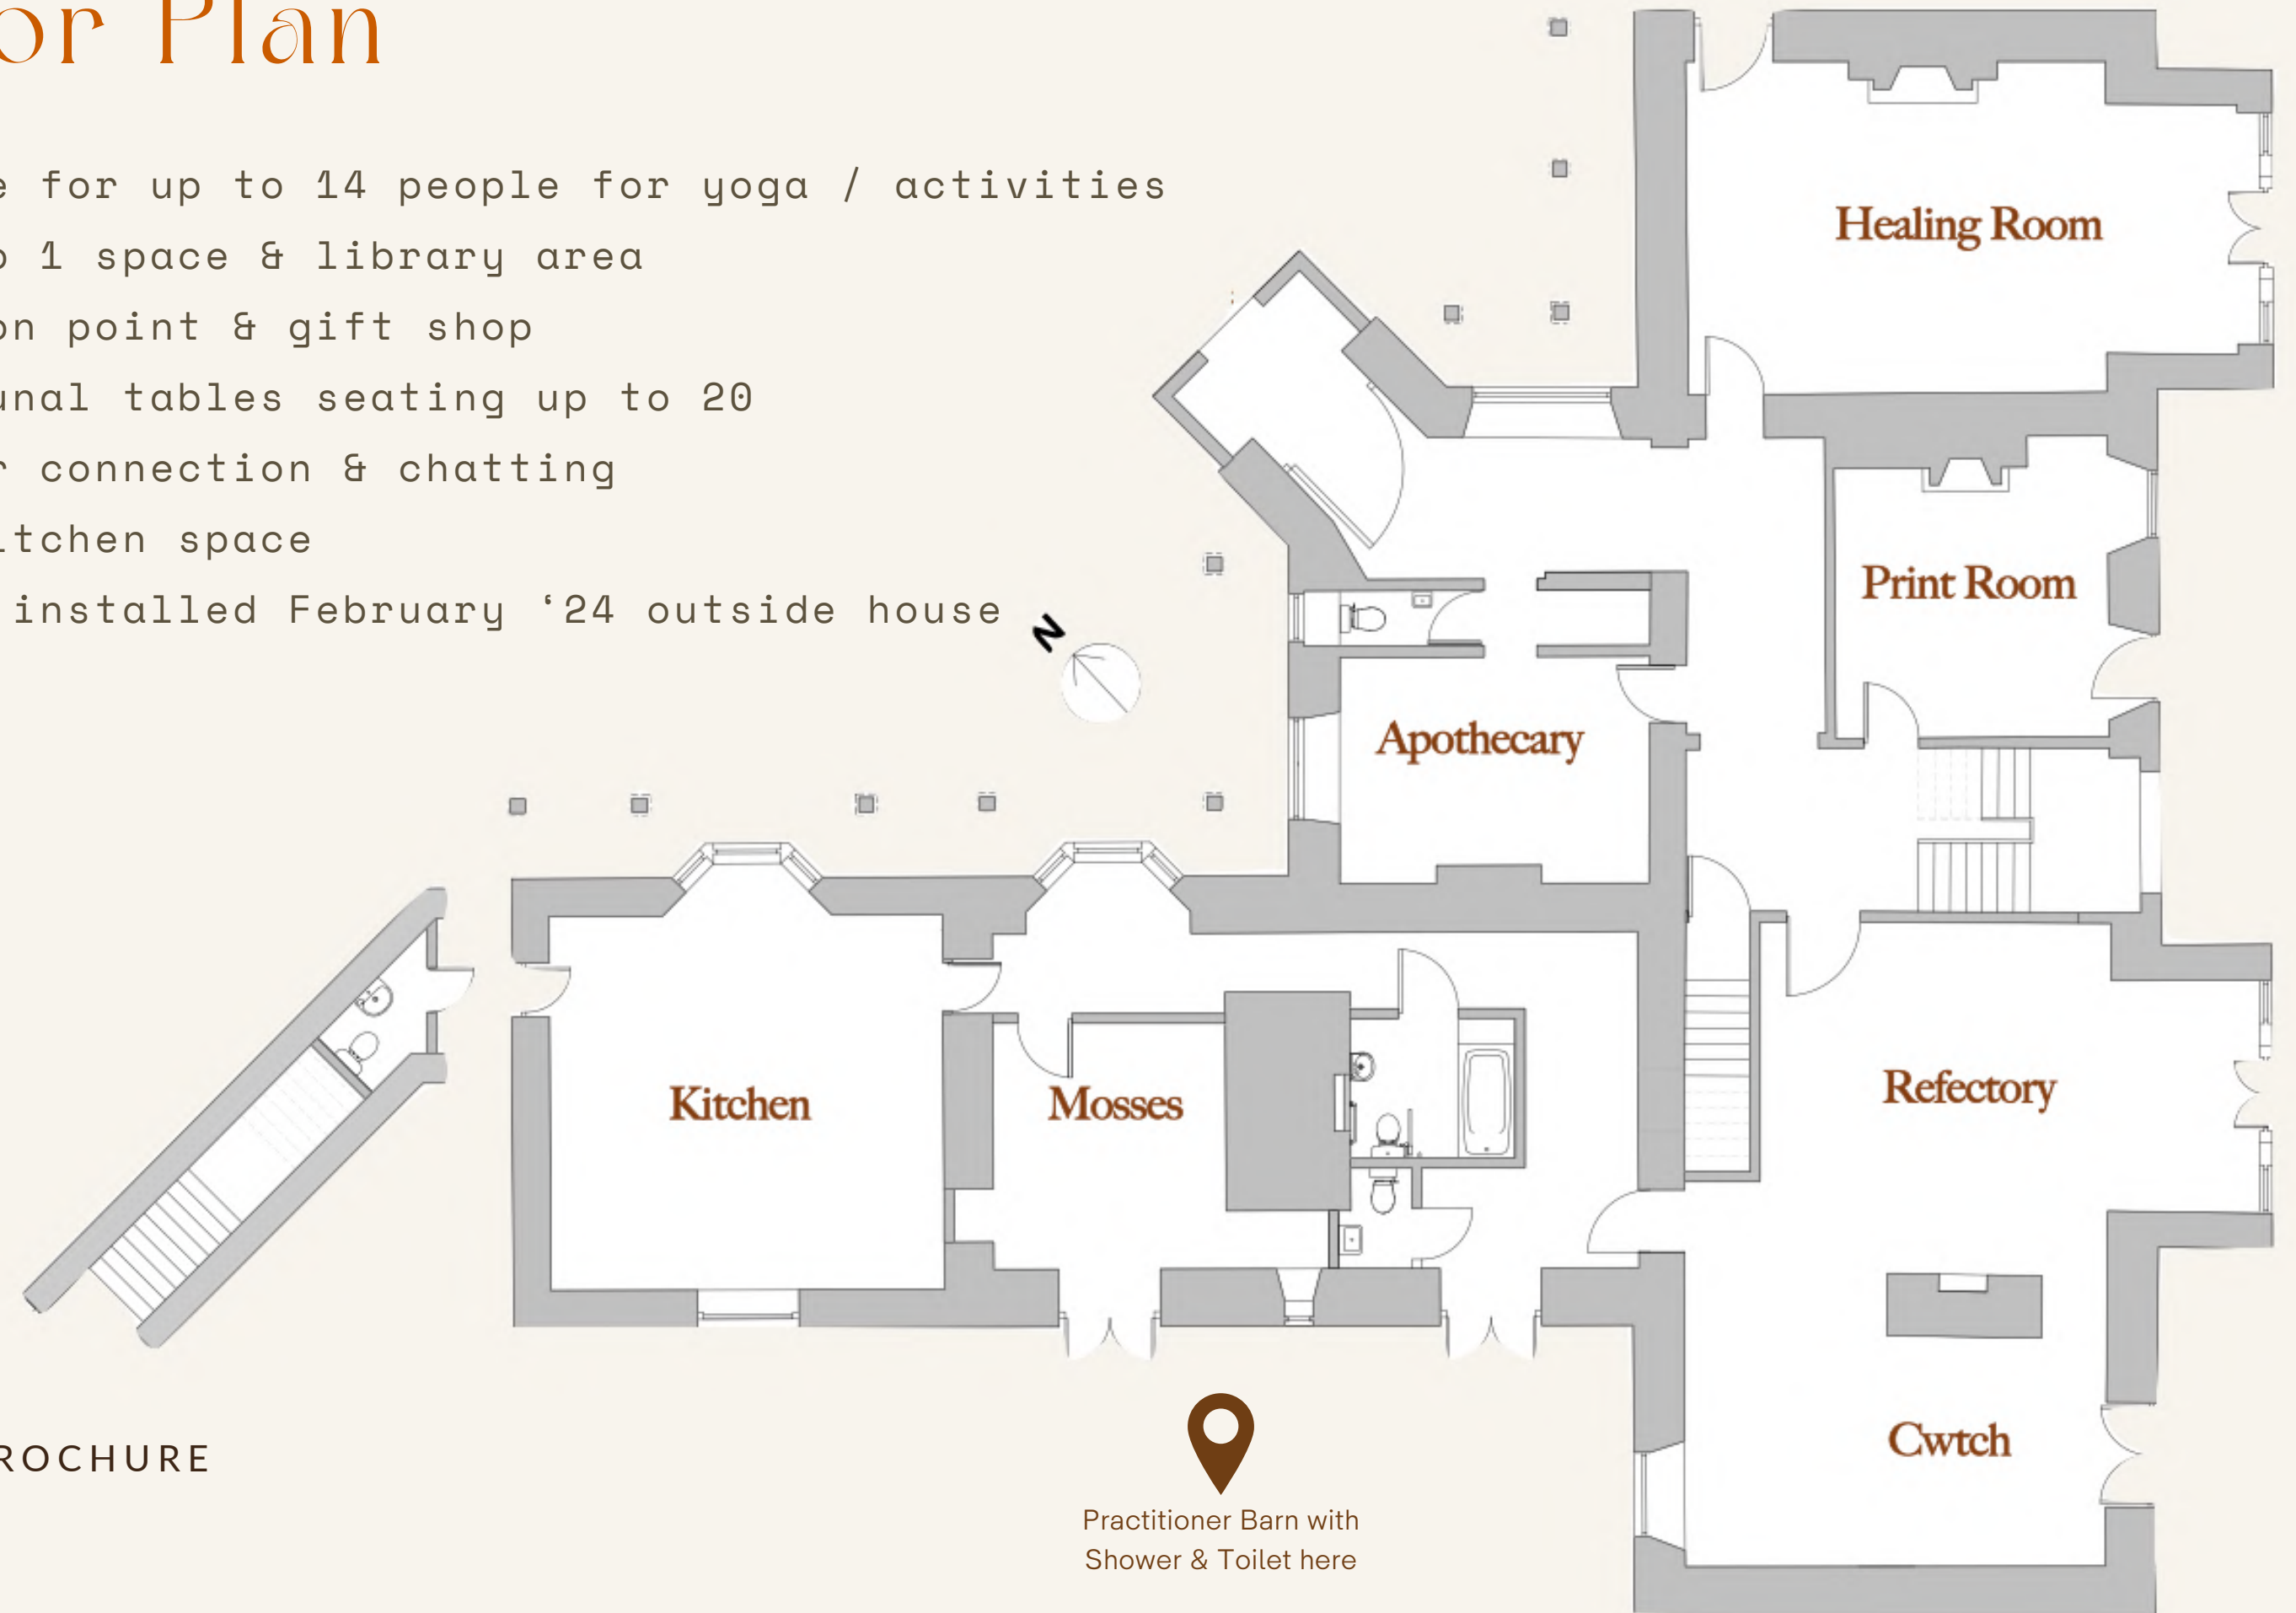 or Plan
e for up to 14 people for yoga / activities
o 1 space & library area
on point & gift shop
unal tables seating up to 20
r connection & chatting
itchen space
installed February ‘24 outside house
N
Healing Room
Print Room
Apothecary
Kitchen
Mosses
Refectory
Cwtch
ROCHURE
Practitioner Barn with
Shower & Toilet here